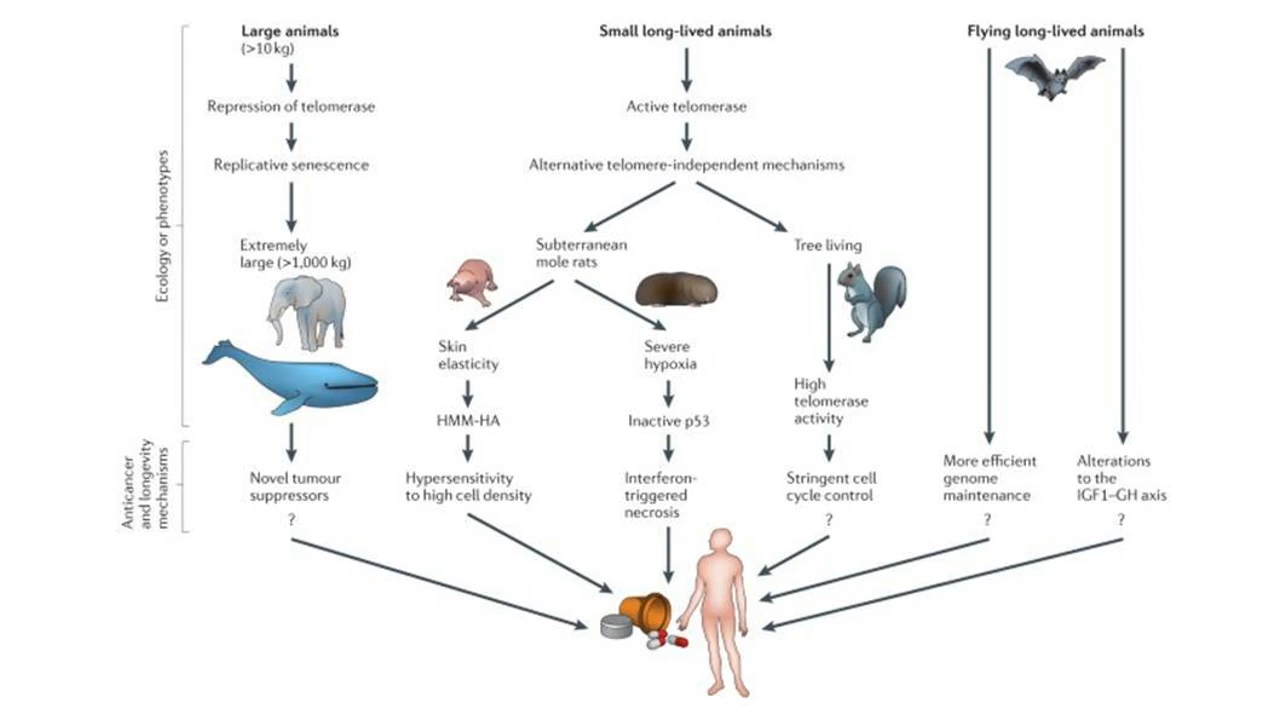 Large animals
(>10 kg)
Small long-lived animals
Flying long-lived animals
Repression of telomerase
Active telomerase
Replicative senescence
Alternative telomere-independent mechanisms
Ecology or phenotypes
Extremely
large (>1,000 kg)
Subterranean
mole rats
Tree living
Skin
elasticity
Severe
hypoxia
High
telomerase
activity
HMM-HA
Inactive p53
Anticancer
and longevity
mechanisms
Novel tumour
suppressors
?
Hypersensitivity
to high cell density
Interferon-
triggered
necrosis
Stringent cell
cycle control
?
More efficient
genome
maintenance
?
Alterations
to the
IGF1–GH axis
?